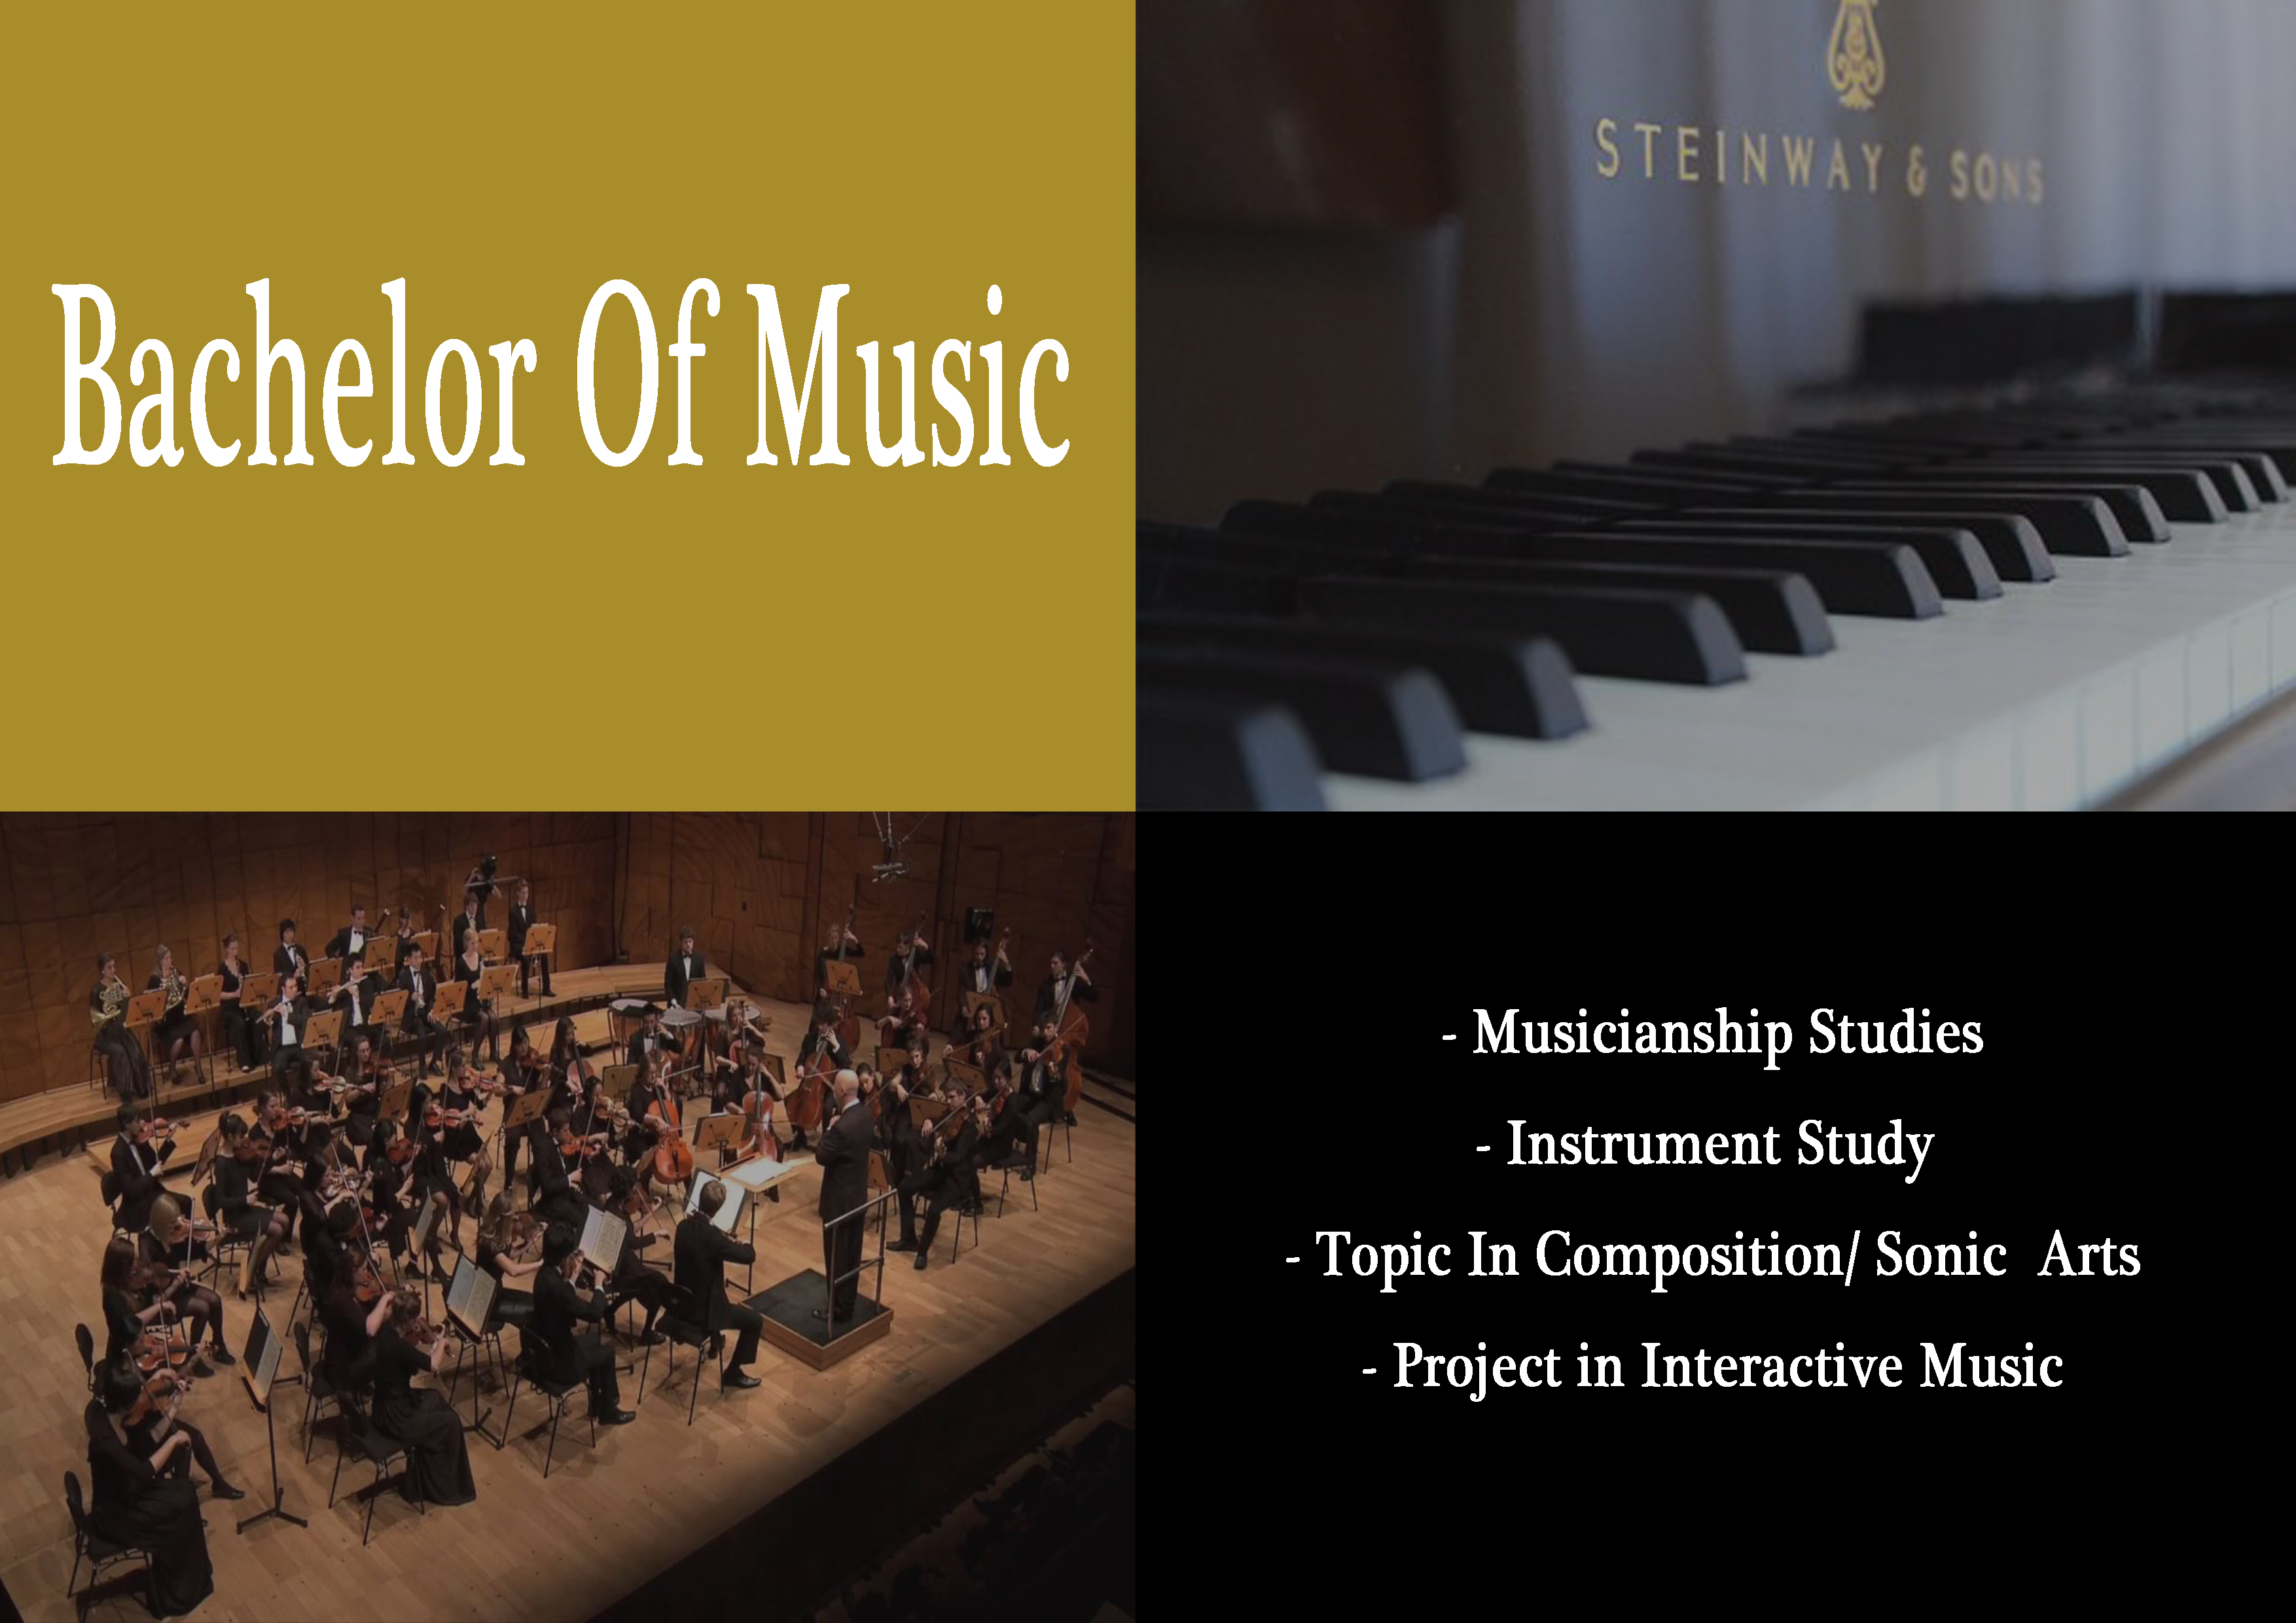 Bachelor Of Music
STEINWAY & SONS
- Musicianship Studies
- Instrument Study
- Topic In Composition/ Sonic  Arts
- Project in Interactive Music